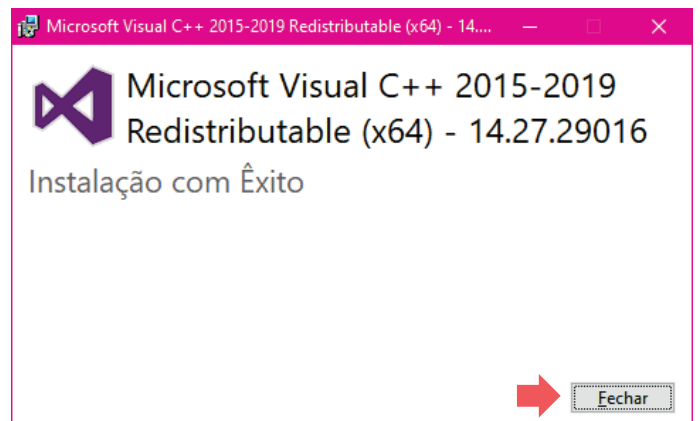 Microsoft Visual C++ 2015-2019 Redistributable (x64) - 14....
Microsoft Visual C++ 2015-2019
Redistributable (x64) - 14.27.29016
Instalação com Êxito
Fechar